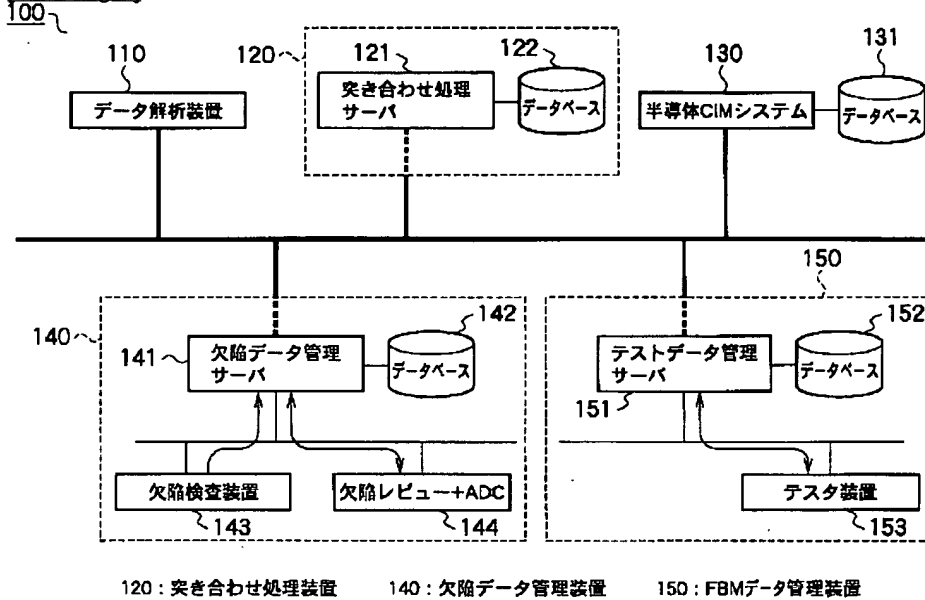 100
110
データ解析装置
120
121
突き合わせ処理
サーバ
122
データベース
130
半導体CIMシステム
131
データベース
140
141
欠陥データ管理
サーバ
142
データベース
欠陥検査装置
143
欠陥レビュー+ADC
144
150
テストデータ管理
サーバ
151
152
データベース
テスタ装置
153
120：突き合わせ処理装置 140：欠陥データ管理装置 150：FBMデータ管理装置